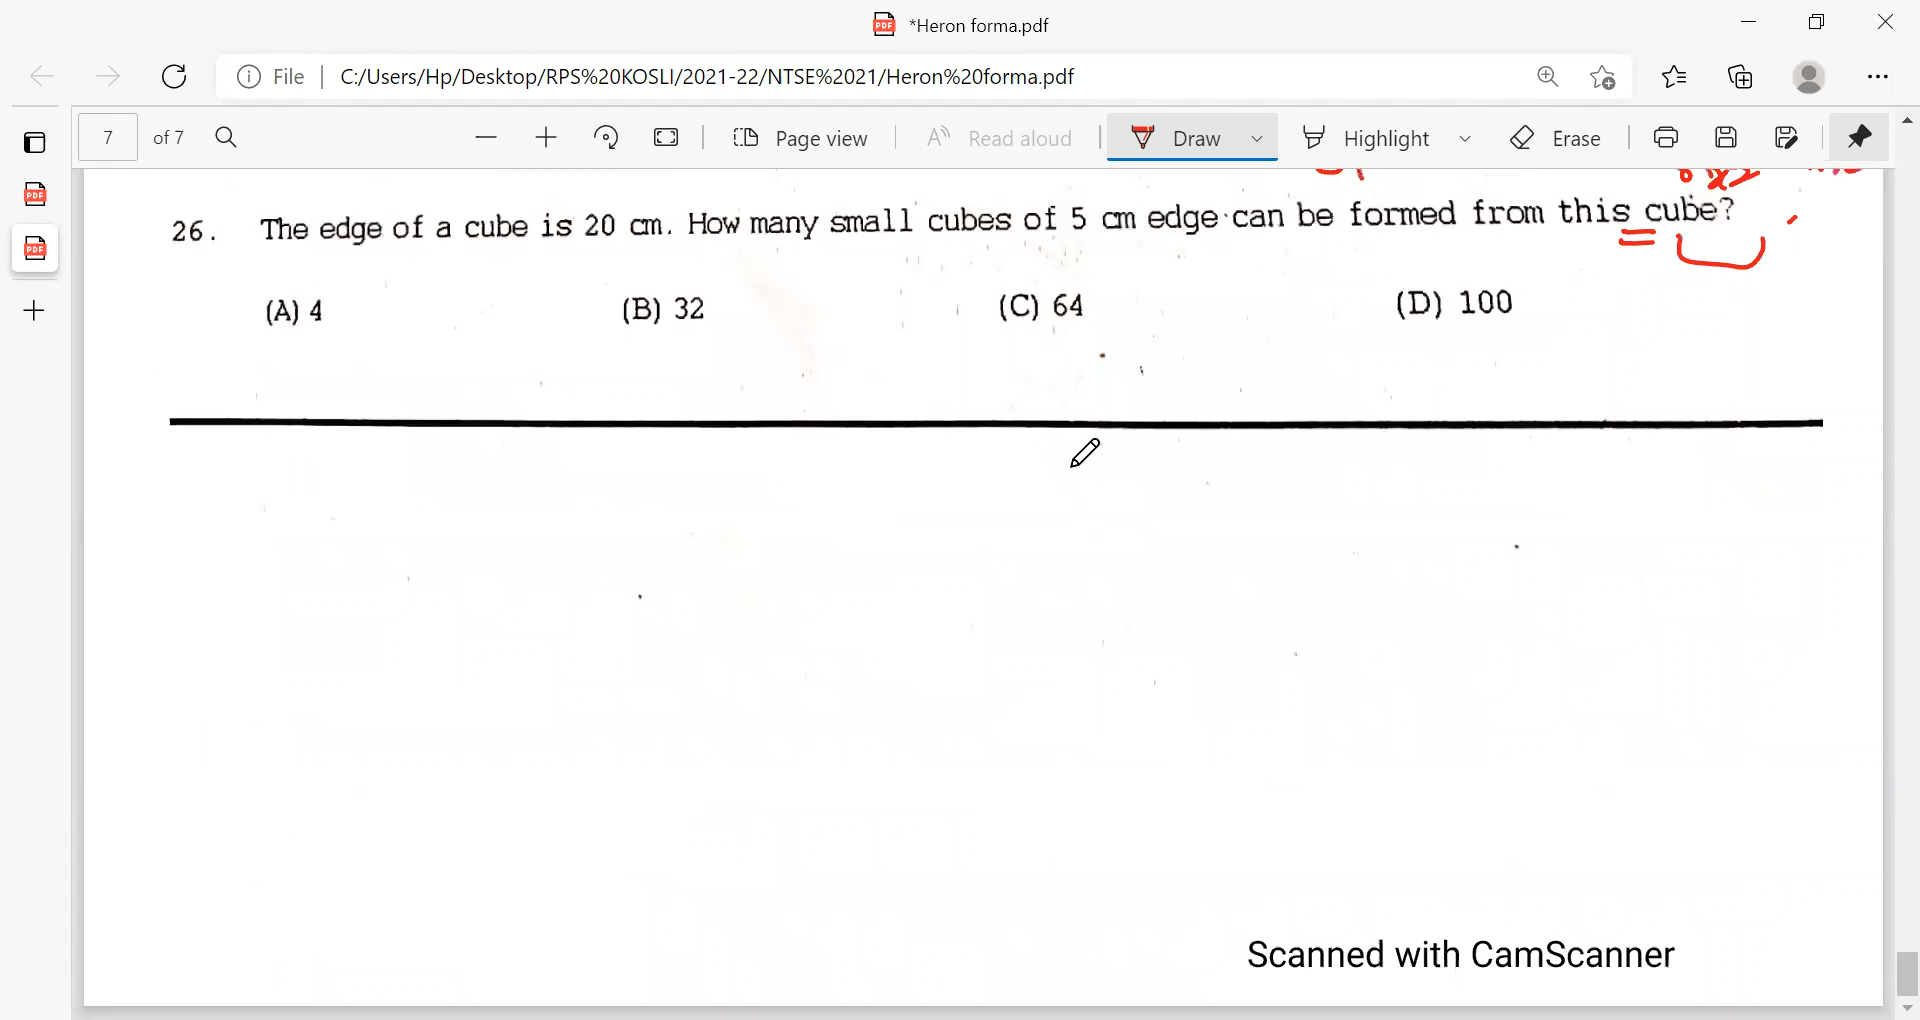 *Heron forma.pdf
File C:/Users/Hp/Desktop/RPS%20KOSLI/2021-22/NTSE%2021/Heron%20forma.pdf
7 of 7 Page view Read aloud Draw Highlight Erase
26. The edge of a cube is 20 cm. How many small cubes of 5 cm edge can be formed from this cube?
(A) 4 (B) 32 (C) 64 (D) 100
Scanned with CamScanner